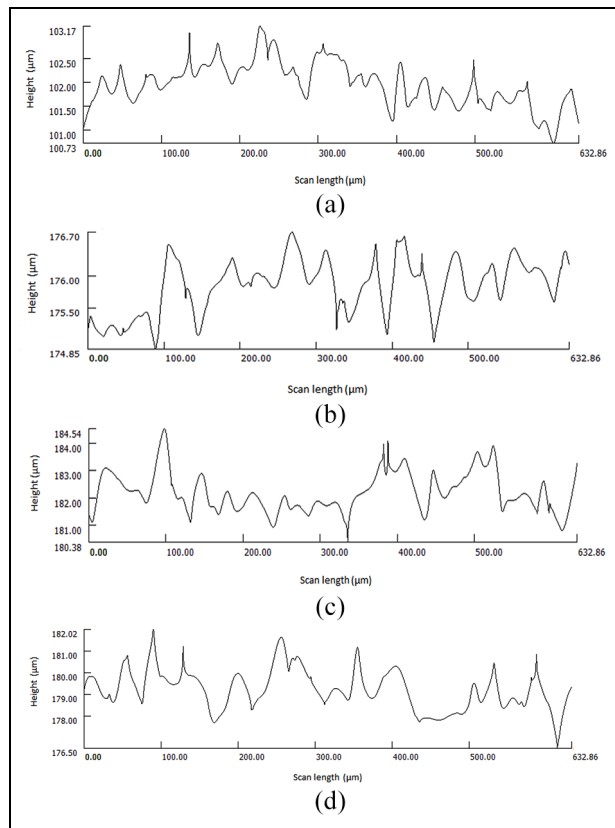 103.17
102.50
102.00
101.50
101.00
100.73
Height (µm)
0.00 100.00 200.00 300.00 400.00 500.00 632.86
Scan length (µm)
(a)
176.70
176.00
175.50
174.85
Height (µm)
0.00 100.00 200.00 300.00 400.00 500.00 632.86
Scan length (µm)
(b)
184.54
184.00
183.00
182.00
181.00
180.38
Height (µm)
0.00 100.00 200.00 300.00 400.00 500.00 632.86
Scan length (µm)
(c)
182.02
181.00
180.00
179.00
178.00
176.50
Height (µm)
0.00 100.00 200.00 300.00 400.00 500.00 632.86
Scan length (µm)
(d)